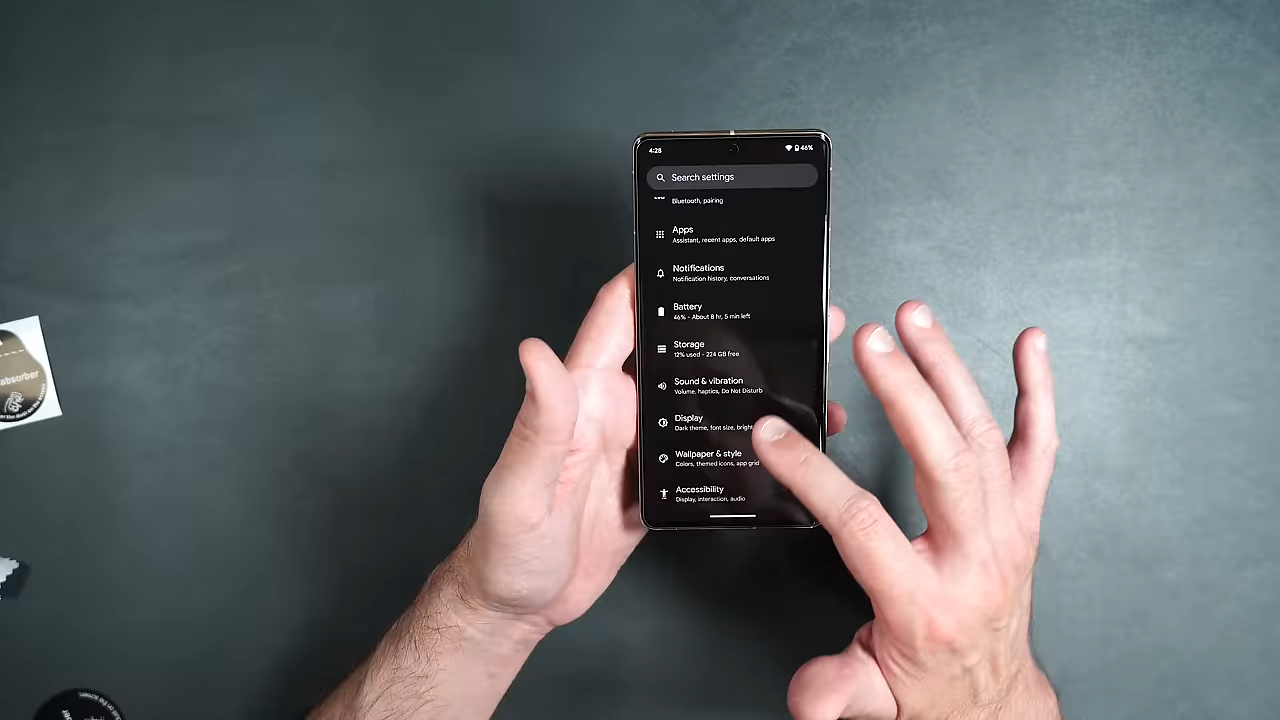 4:28
46%
Search settings
Bluetooth, pairing
Apps
Assistant, recent apps, default apps
Notifications
Notification history, conversations
Battery
46% - About 8 hr, 5 min left
Storage
12% used - 224 GB free
Sound & vibration
Volume, haptics, Do Not Disturb
Display
Dark theme, font size, bright
Wallpaper & style
Colors, themed icons, app grid
Accessibility
Display, interaction, audio
absorber